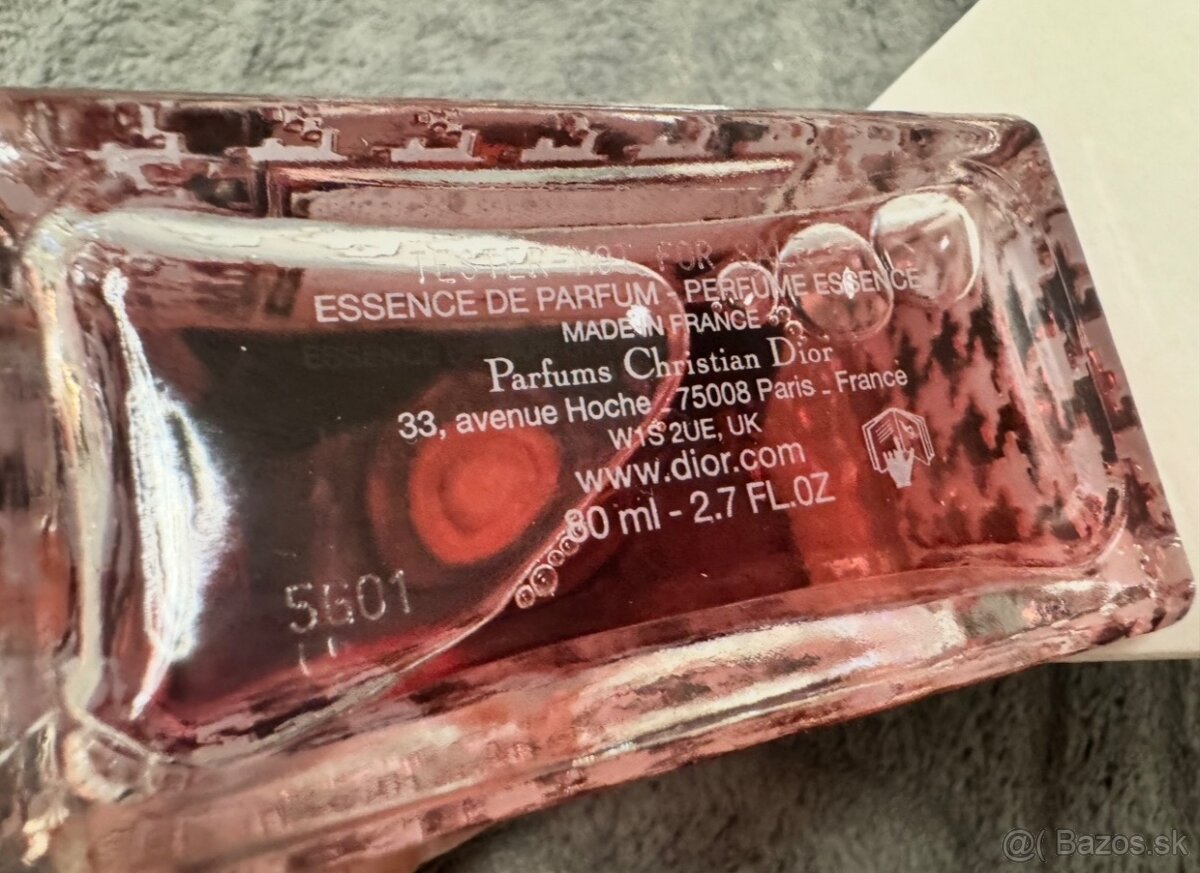 TESTER NOT FOR SALE
ESSENCE DE PARFUM - PERFUME ESSENCE
MADE IN FRANCE
Parfums Christian Dior
33, avenue Hoche - 75008 Paris - France
W1S 2UE, UK
www.dior.com
80 ml - 2.7 FL.OZ
5G01
@( Bazos.sk